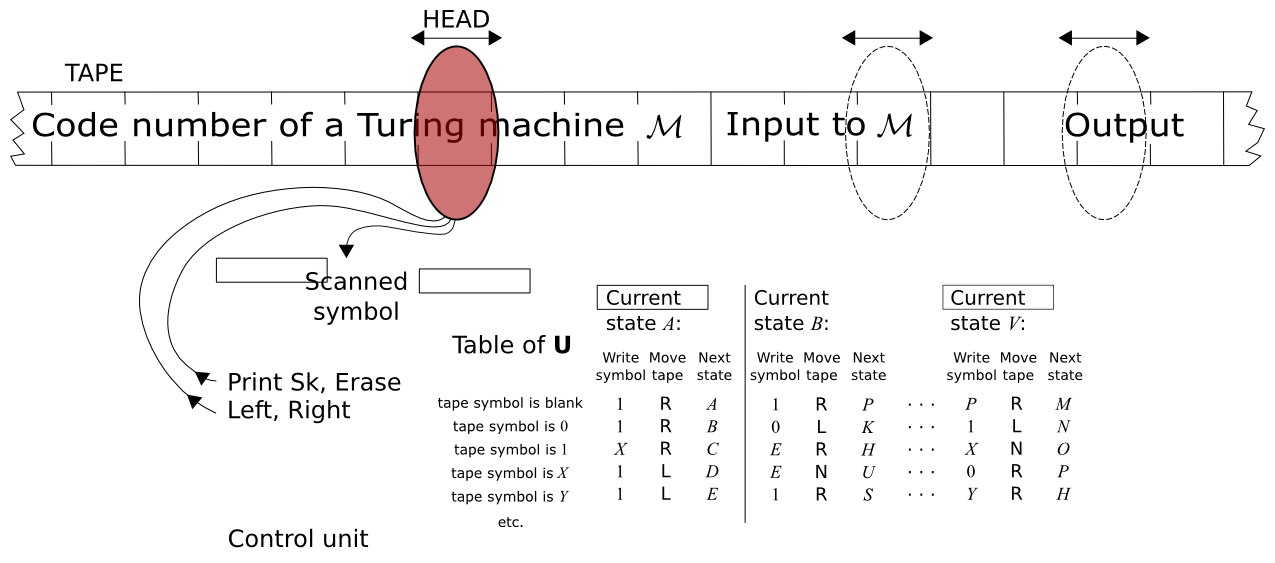 HEAD
TAPE
Code number of a Turing machine ℳ Input to ℳ Output
Scanned
symbol
Print Sk, Erase
Left, Right
Control unit
Table of U
Current Current Current
state A: state B: state V:
Write Move Next Write Move Next Write Move Next
symbol tape state symbol tape state symbol tape state
tape symbol is blank 1 R A 1 R P · · · P R M
tape symbol is 0 1 R B 0 L K · · · 1 L N
tape symbol is 1 X R C E R H · · · X N O
tape symbol is X 1 L D E N U · · · 0 R P
tape symbol is Y 1 L E 1 R S · · · Y R H
etc.